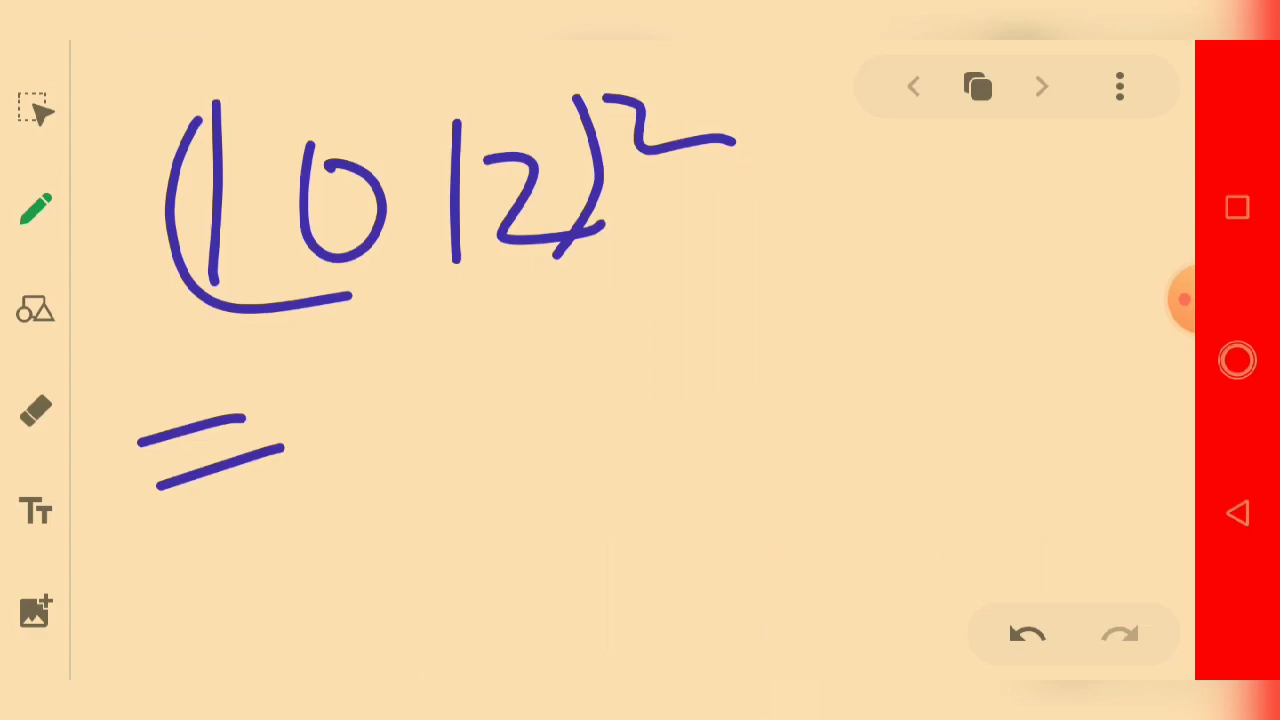 (1012)²
=